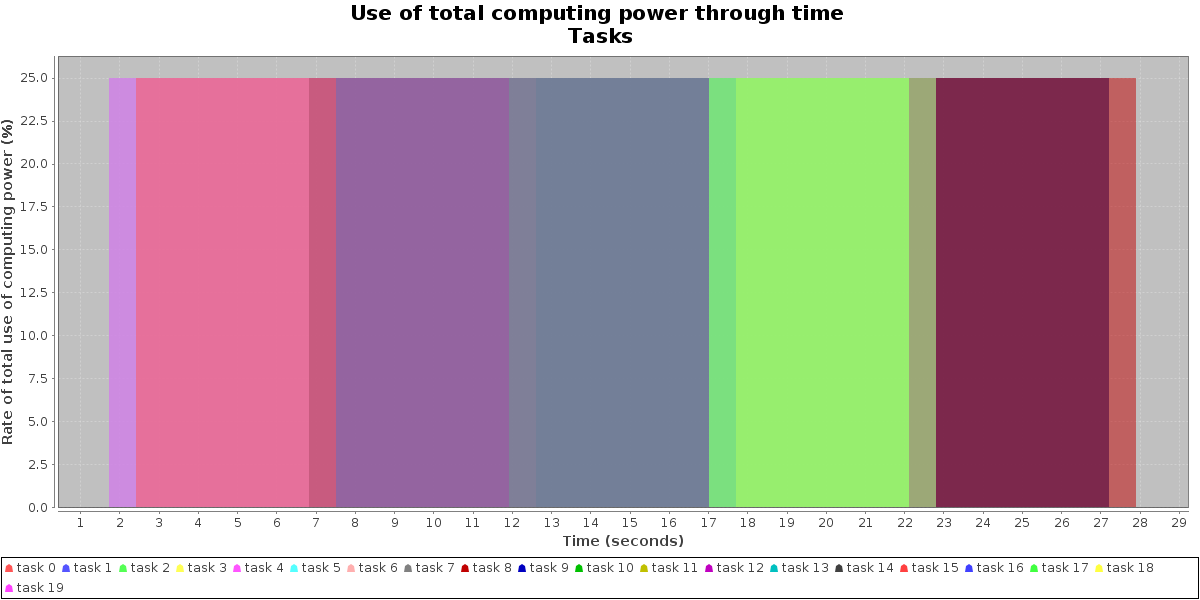 Use of total computing power through time
Tasks
Rate of total use of computing power (%)
25.0
22.5
20.0
17.5
15.0
12.5
10.0
7.5
5.0
2.5
0.0
1 2 3 4 5 6 7 8 9 10 11 12 13 14 15 16 17 18 19 20 21 22 23 24 25 26 27 28 29
Time (seconds)
task 0 task 1 task 2 task 3 task 4 task 5 task 6 task 7 task 8 task 9 task 10 task 11 task 12 task 13 task 14 task 15 task 16 task 17 task 18
task 19